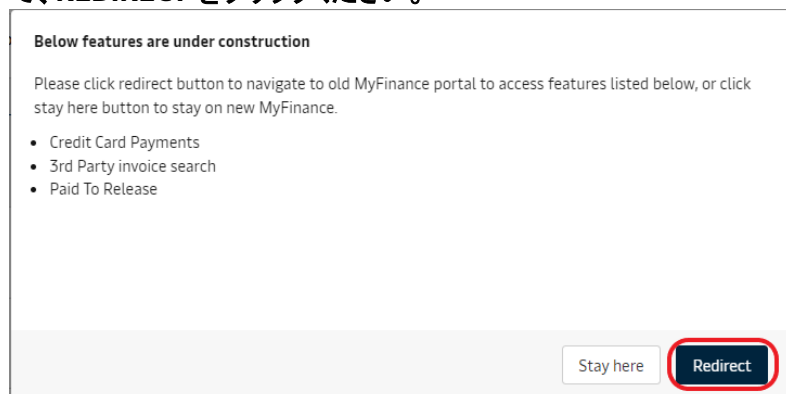 Below features are under construction
Please click redirect button to navigate to old MyFinance portal to access features listed below, or click
stay here button to stay on new MyFinance.
• Credit Card Payments
• 3rd Party invoice search
• Paid To Release
Stay here
Redirect